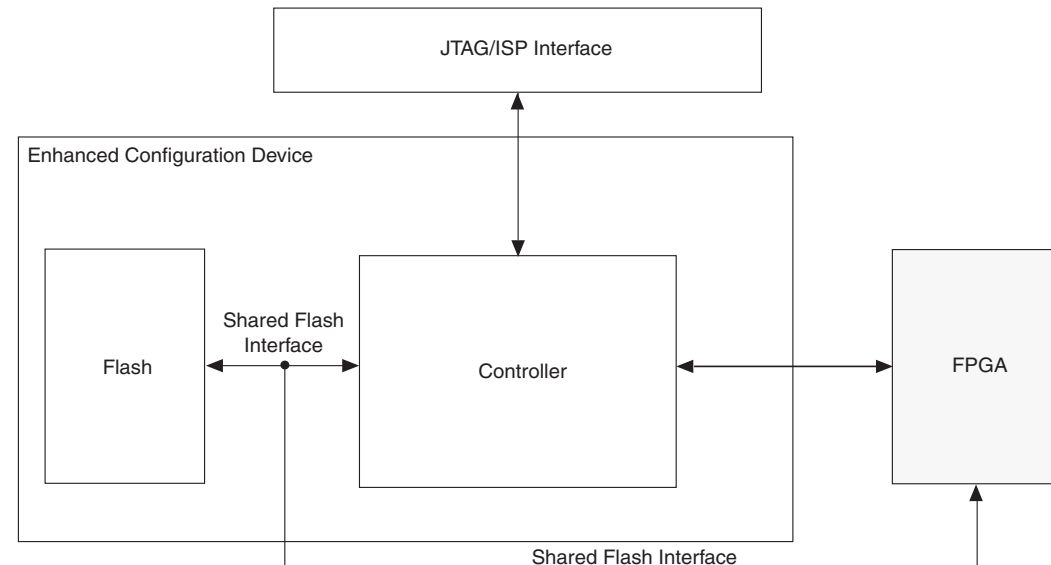 JTAG/ISP Interface
Enhanced Configuration Device
Shared Flash
Interface
Flash
Controller
FPGA
Shared Flash Interface